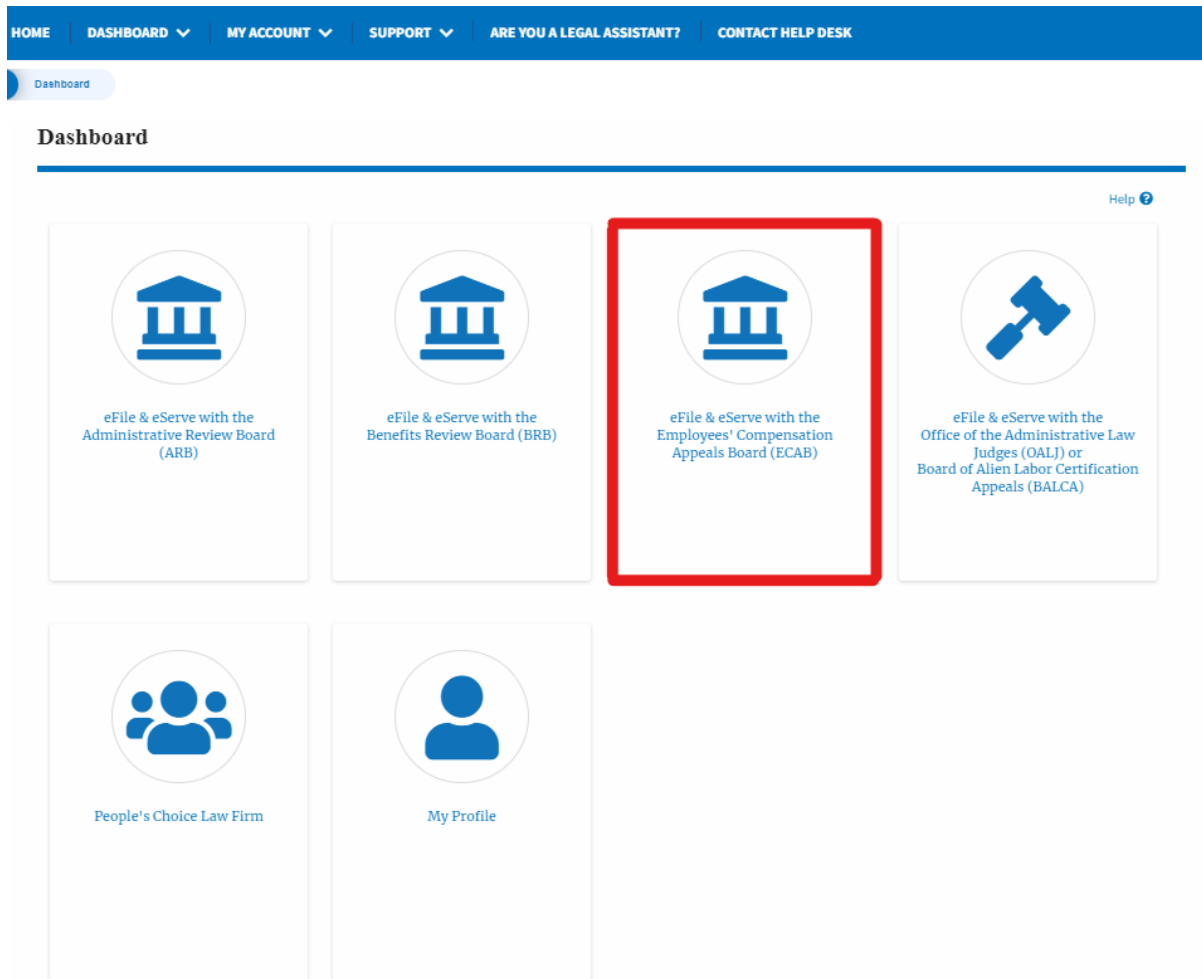 HOME DASHBOARD MY ACCOUNT SUPPORT ARE YOU A LEGAL ASSISTANT? CONTACT HELP DESK
Dashboard
Dashboard
Help
eFile & eServe with the
Administrative Review Board
(ARB)
eFile & eServe with the
Benefits Review Board (BRB)
eFile & eServe with the
Employees' Compensation
Appeals Board (ECAB)
eFile & eServe with the
Office of the Administrative Law
Judges (OALJ) or
Board of Alien Labor Certification
Appeals (BALCA)
People's Choice Law Firm
My Profile